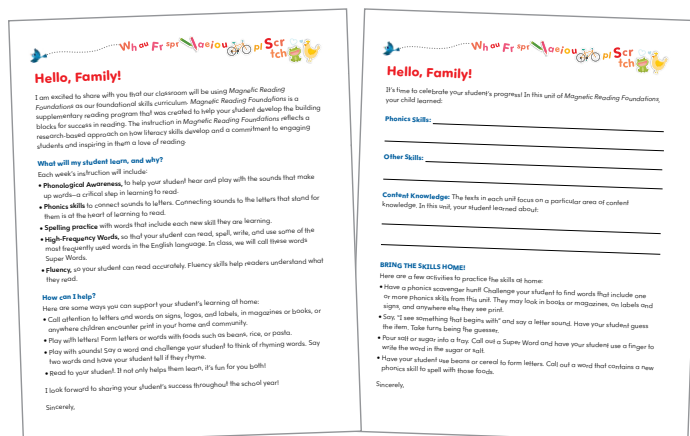 Wh au Fr spr aeiou pl Scr tch
Hello, Family!
I am excited to share with you that our classroom will be using Magnetic Reading
Foundations as our foundational skills curriculum. Magnetic Reading Foundations is a
supplementary reading program that was created to help your student develop the building
blocks for success in reading. The instruction in Magnetic Reading Foundations reflects a
research-based approach on how literacy skills develop and a commitment to engaging
students and inspiring them in a love of reading.
What will my student learn, and why?
Each week's instruction will include:
• Phonological Awareness, to help your student hear and play with the sounds that make
up words–a critical step in learning to read.
• Phonics skills to connect sounds to letters. Connecting sounds to the letters that stand for
them is at the heart of learning to read.
• Spelling practice with words that include each new skill they are learning.
• High-Frequency Words, so that your student can read, spell, write, and use some of the
most frequently used words in the English language. In class, we will call these words
Super Words.
• Fluency, so your student can read accurately. Fluency skills help readers understand what
they read.
How can I help?
Here are some ways you can support your student's learning at home:
• Call attention to letters and words on signs, logos, and labels, in magazines or books, or
anywhere children encounter print in your home and community.
• Play with letters! Form letters or words with foods such as beans, rice, or pasta.
• Play with sounds! Say a word and challenge your student to think of rhyming words. Say
two words and have your student tell if they rhyme.
• Read to your student. It not only helps them learn, it's fun for you both!
I look forward to sharing your student's success throughout the school year!
Sincerely,
Wh au Fr spr aeiou pl Scr tch
Hello, Family!
It's time to celebrate your student's progress! In this unit of Magnetic Reading Foundations,
your child learned:
Phonics Skills:
Other Skills:
Content Knowledge: The texts in each unit focus on a particular area of content
knowledge. In this unit, your student learned about:
BRING THE SKILLS HOME!
Here are a few activities to practice the skills at home:
• Have a phonics scavenger hunt! Challenge your student to find words that include one
or more phonics skills from this unit. They may look in books or magazines, on labels and
signs, and anywhere else they see print.
• Say, "I see something that begins with" and say a letter sound. Have your student guess
the item. Take turns being the guesser.
• Pour salt or sugar into a tray. Call out a Super Word and have your student use a finger to
write the word in the sugar or salt.
• Have your student use beans or cereal to form letters. Call out a word that contains a new
phonics skill to spell with those foods.
Sincerely,